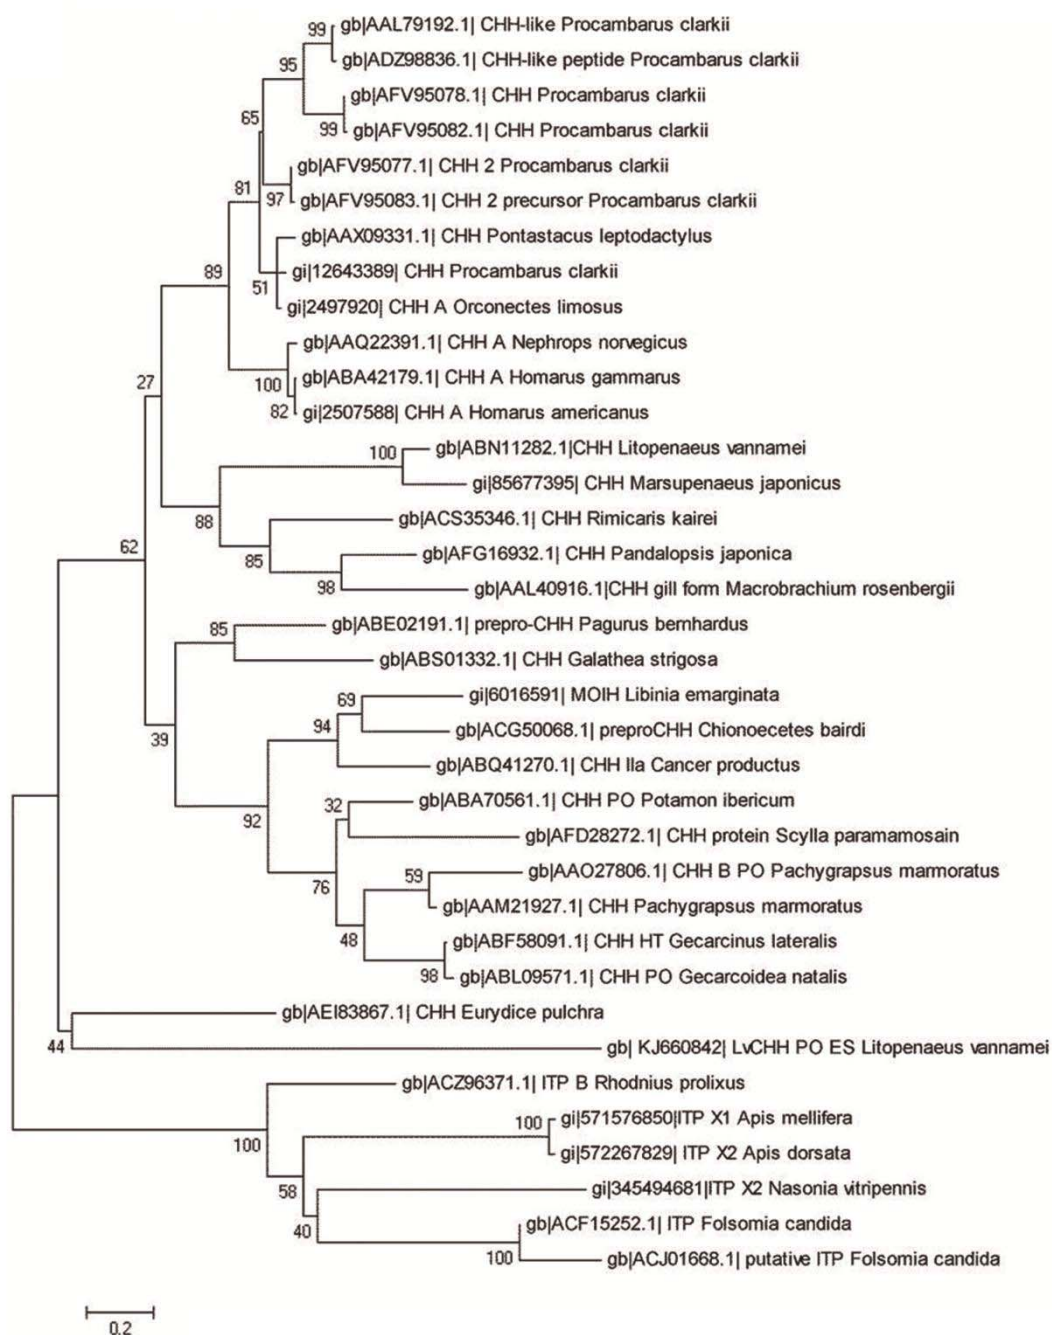 gb|AAL79192.1| CHH-like Procambarus clarkii
99
gb|ADZ98836.1| CHH-like peptide Procambarus clarkii
95
gb|AFV95078.1| CHH Procambarus clarkii
99
gb|AFV95082.1| CHH Procambarus clarkii
65
gb|AFV95077.1| CHH 2 Procambarus clarkii
81
97
gb|AFV95083.1| CHH 2 precursor Procambarus clarkii
gb|AAX09331.1| CHH Pontastacus leptodactylus
89
gi|12643389| CHH Procambarus clarkii
51
gi|2497920| CHH A Orconectes limosus
gb|AAQ22391.1| CHH A Nephrops norvegicus
27
100
gb|ABA42179.1| CHH A Homarus gammarus
82
gi|2507588| CHH A Homarus americanus
100
gb|ABN11282.1|CHH Litopenaeus vannamei
gi|85677395| CHH Marsupenaeus japonicus
88
gb|ACS35346.1| CHH Rimicaris kairei
62
85
gb|AFG16932.1| CHH Pandalopsis japonica
98
gb|AAL40916.1|CHH gill form Macrobrachium rosenbergii
85
gb|ABE02191.1| prepro-CHH Pagurus bernhardus
gb|ABS01332.1| CHH Galathea strigosa
69
gi|6016591| MOIH Libinia emarginata
39
94
gb|ACG50068.1| preproCHH Chionoecetes bairdi
gb|ABQ41270.1| CHH IIa Cancer productus
92
32
gb|ABA70561.1| CHH PO Potamon ibericum
gb|AFD28272.1| CHH protein Scylla paramamosain
76
59
gb|AAO27806.1| CHH B PO Pachygrapsus marmoratus
gb|AAM21927.1| CHH Pachygrapsus marmoratus
48
gb|ABF58091.1| CHH HT Gecarcinus lateralis
98
gb|ABL09571.1| CHH PO Gecarcoidea natalis
gb|AEI83867.1| CHH Eurydice pulchra
44
gb| KJ660842| LvCHH PO ES Litopenaeus vannamei
gb|ACZ96371.1| ITP B Rhodnius prolixus
100
100
gi|571576850|ITP X1 Apis mellifera
gi|572267829| ITP X2 Apis dorsata
58
gi|345494681|ITP X2 Nasonia vitripennis
40
gb|ACF15252.1| ITP Folsomia candida
100
gb|ACJ01668.1| putative ITP Folsomia candida
0.2